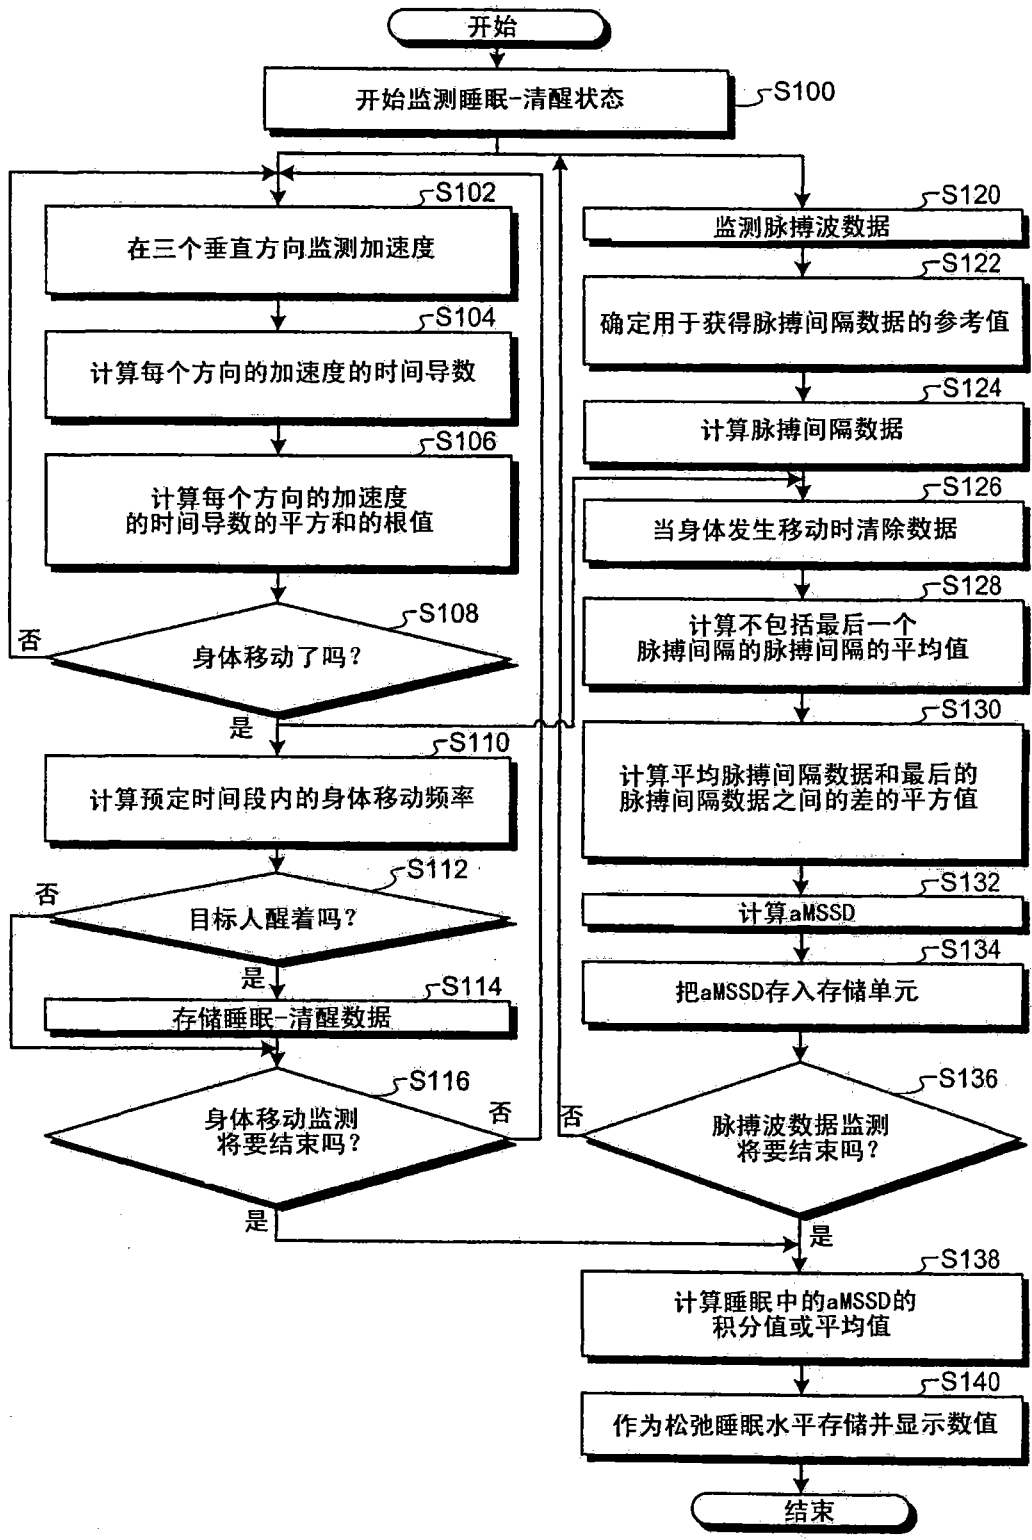 开始
开始监测睡眠-清醒状态
S100
S102
在三个垂直方向监测加速度
S104
计算每个方向的加速度的时间导数
S106
计算每个方向的加速度
的时间导数的平方和的根值
S108
身体移动了吗?
否
是
S110
计算预定时间段内的身体移动频率
S112
目标人醒着吗?
否
是
S114
存储睡眠-清醒数据
S116
身体移动监测
将要结束吗?
否
是
S120
监测脉搏波数据
S122
确定用于获得脉搏间隔数据的参考值
S124
计算脉搏间隔数据
S126
当身体发生移动时清除数据
S128
计算不包括最后一个
脉搏间隔的脉搏间隔的平均值
S130
计算平均脉搏间隔数据和最后的
脉搏间隔数据之间的差的平方值
S132
计算aMSSD
S134
把aMSSD存入存储单元
S136
脉搏波数据监测
将要结束吗?
否
是
S138
计算睡眠中的aMSSD的
积分值或平均值
S140
作为松弛睡眠水平存储并显示数值
结束